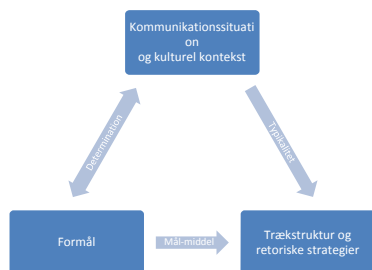 Kommunikationssituati
on
og kulturel kontekst
Determination
Typikalitet
Formål
Mål-middel
Trækstruktur og
retoriske strategier